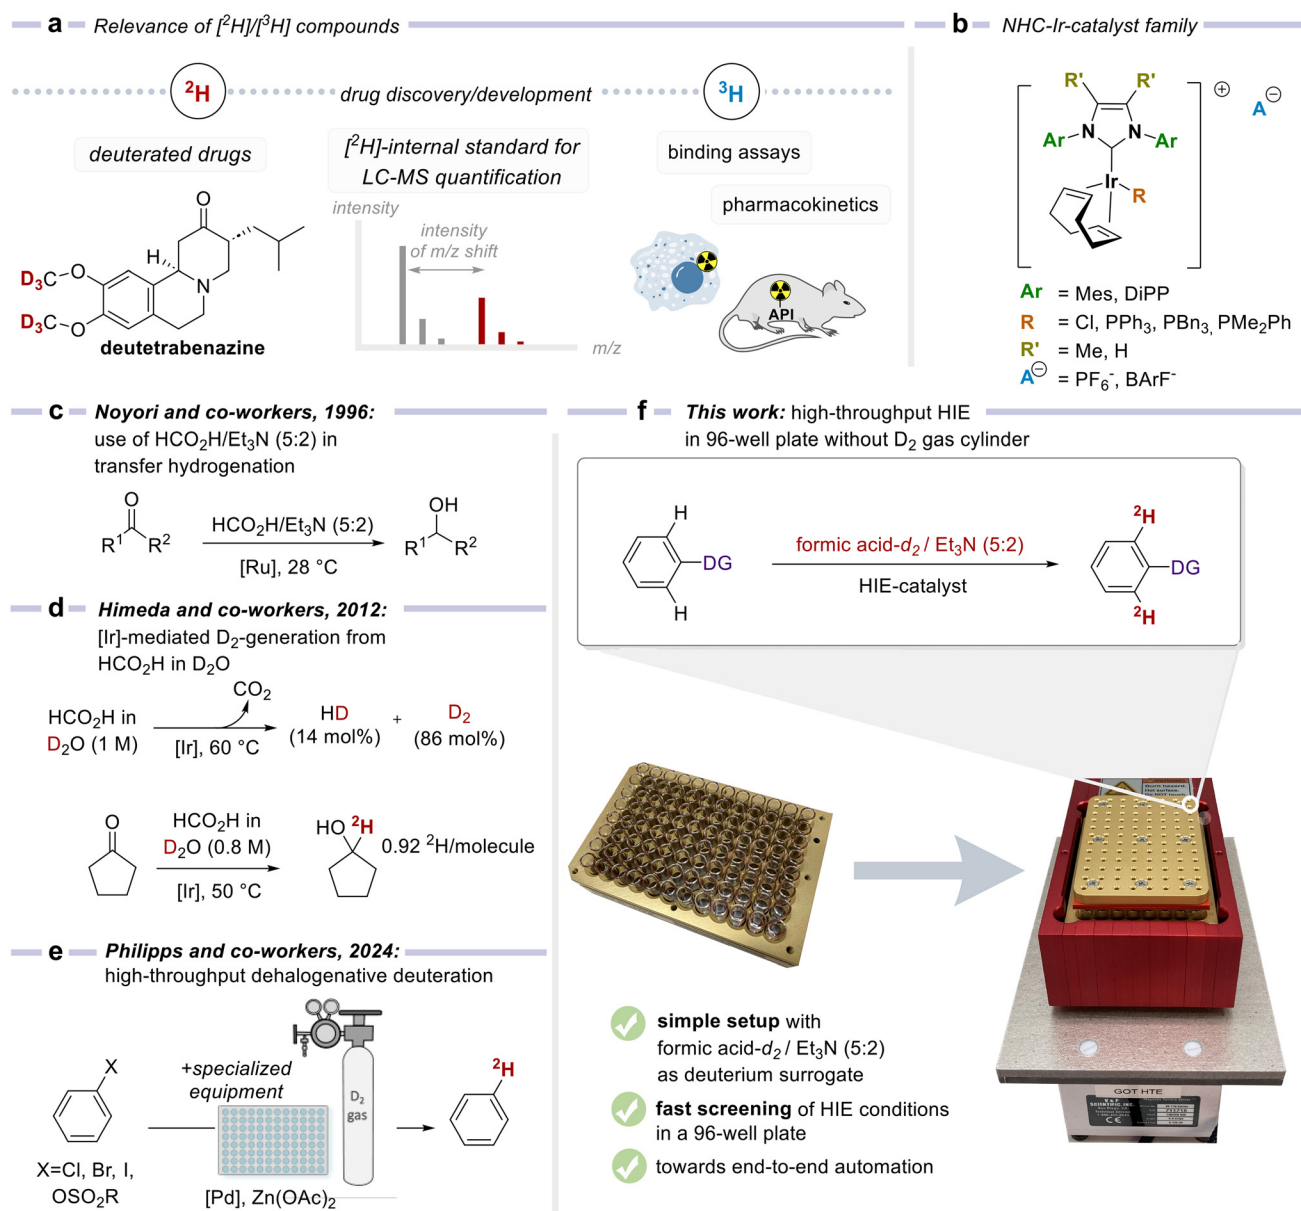 a Relevance of [²H]/[³H] compounds
²H
drug discovery/development
³H
deuterated drugs
[²H]-internal standard for
LC-MS quantification
binding assays
pharmacokinetics
O
H
N
D₃C
O
D₃C
O
deutetrabenazine
intensity
intensity
of m/z shift
m/z
API
b NHC-Ir-catalyst family
R' R'
Ar N N Ar
Ir
R
⊕
A⊖
Ar = Mes, DiPP
R = Cl, PPh₃, PBn₃, PMe₂Ph
R' = Me, H
A⊖ = PF₆⁻, BArF⁻
c Noyori and co-workers, 1996:
use of HCO₂H/Et₃N (5:2) in
transfer hydrogenation
O
R¹ R²
HCO₂H/Et₃N (5:2)
[Ru], 28 °C
OH
R¹ R²
d Himeda and co-workers, 2012:
[Ir]-mediated D₂-generation from
HCO₂H in D₂O
HCO₂H in
D₂O (1 M)
CO₂
[Ir], 60 °C
HD
(14 mol%)
+
D₂
(86 mol%)
O
HCO₂H in
D₂O (0.8 M)
[Ir], 50 °C
HO ²H
0.92 ²H/molecule
e Philipps and co-workers, 2024:
high-throughput dehalogenative deuteration
X
X=Cl, Br, I,
OSO₂R
+specialized
equipment
D₂
gas
[Pd], Zn(OAc)₂
²H
f This work: high-throughput HIE
in 96-well plate without D₂ gas cylinder
H
DG
H
formic acid-d₂ / Et₃N (5:2)
HIE-catalyst
²H
DG
²H
simple setup with
formic acid-d₂ / Et₃N (5:2)
as deuterium surrogate
fast screening of HIE conditions
in a 96-well plate
towards end-to-end automation
GOT HTE
SCIENTIFIC, INC.
CE